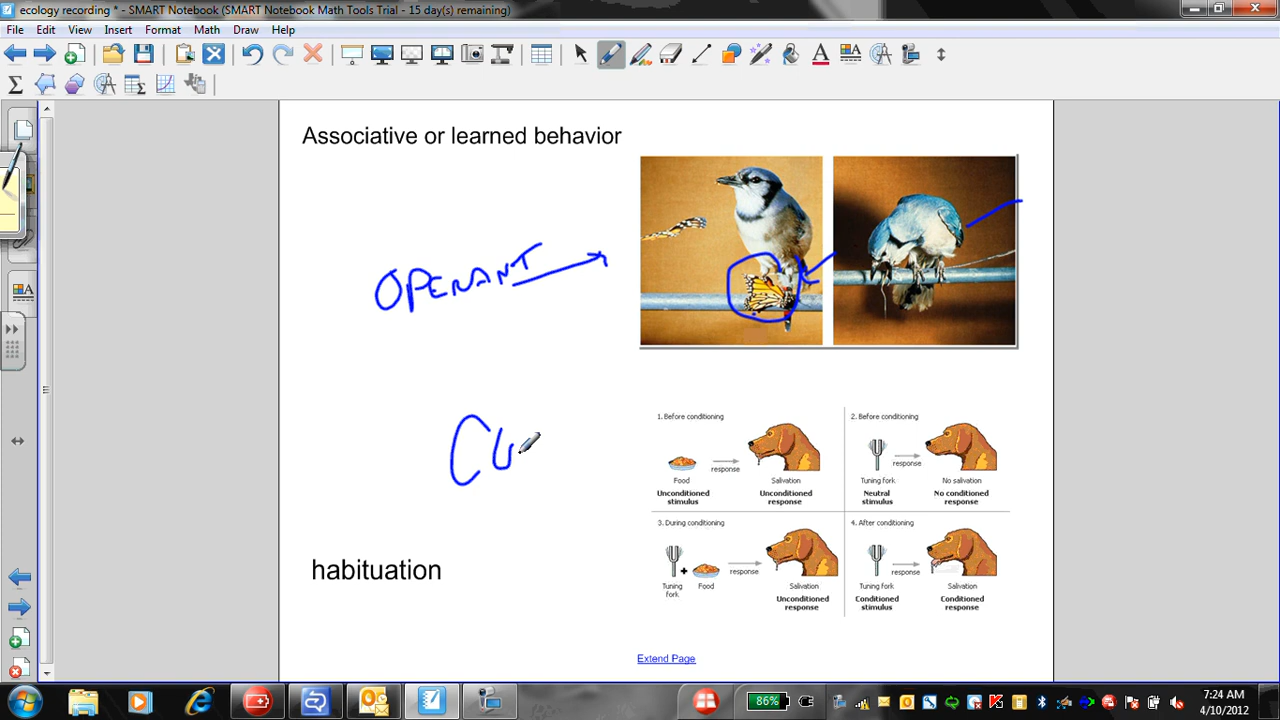 ecology recording * - SMART Notebook (SMART Notebook Math Tools Trial - 15 day(s) remaining)
File Edit View Insert Format Math Draw Help
Associative or learned behavior
OPENANT
1. Before conditioning
Food
response
Salivation
Unconditioned stimulus
Unconditioned response
2. Before conditioning
Tuning fork
response
No salivation
Neutral stimulus
No conditioned response
3. During conditioning
Tuning fork
+
Food
response
Salivation
Unconditioned response
4. After conditioning
Tuning fork
response
Salivation
Conditioned stimulus
Conditioned response
habituation
Extend Page
86%
7:24 AM
4/10/2012